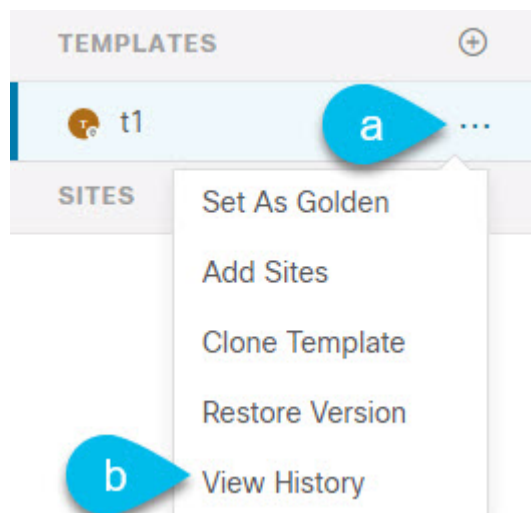 TEMPLATES
T t1 a ...
SITES
Set As Golden
Add Sites
Clone Template
Restore Version
b View History